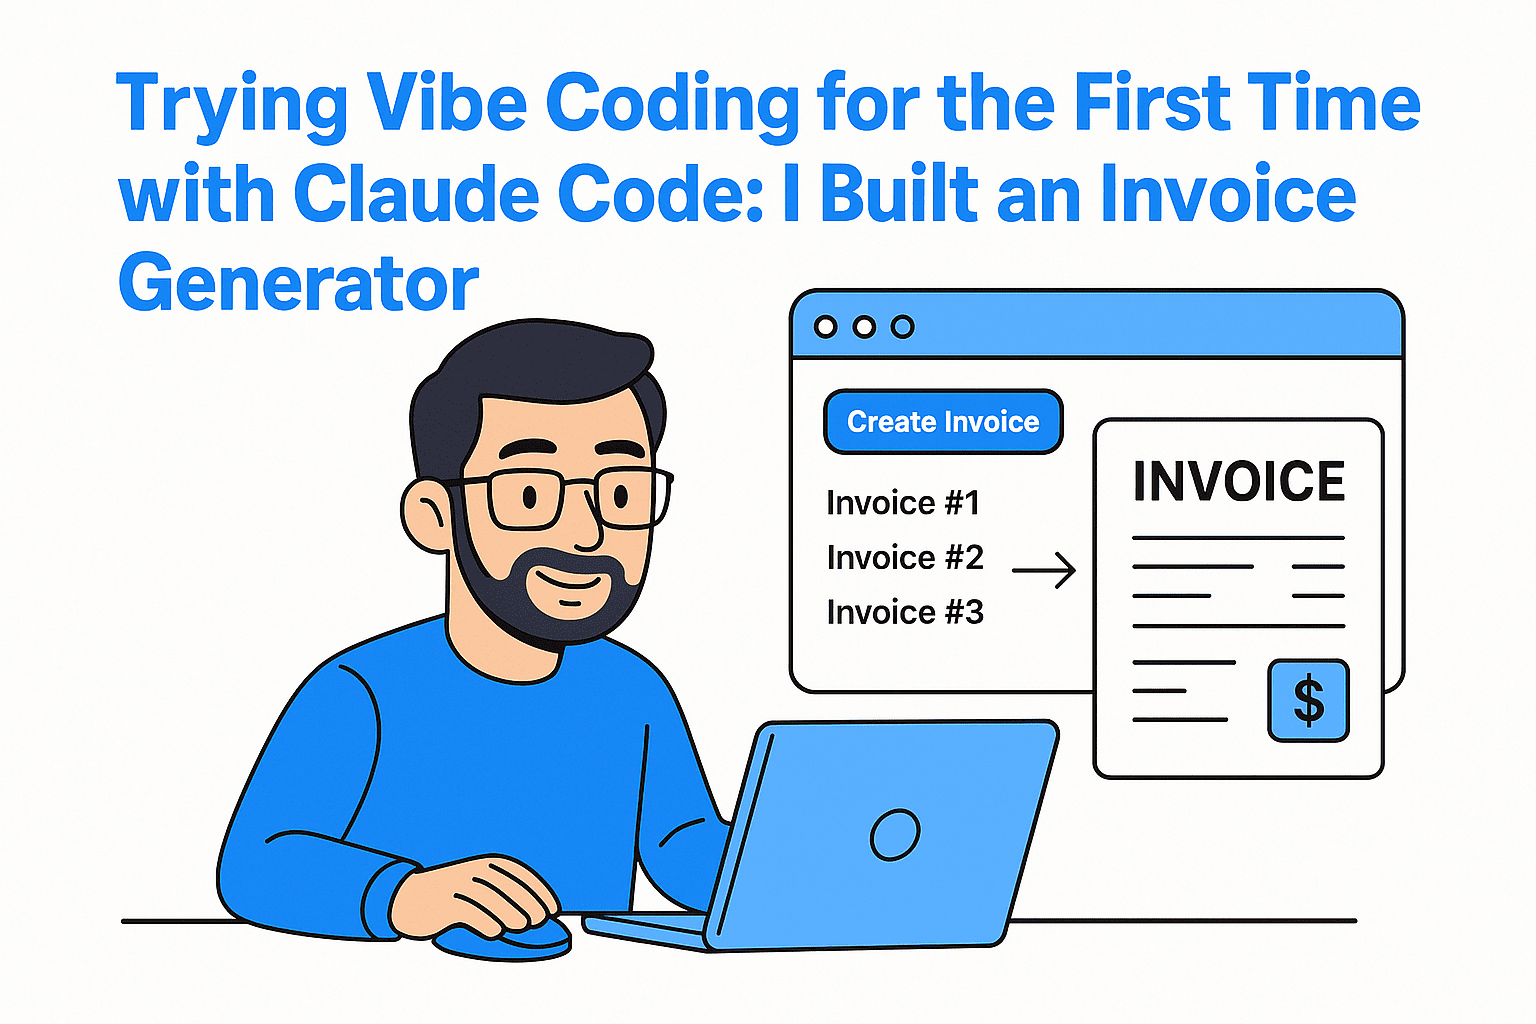 Trying Vibe Coding for the First Time
with Claude Code: I Built an Invoice
Generator
Create Invoice
Invoice #1
Invoice #2
Invoice #3
INVOICE
$